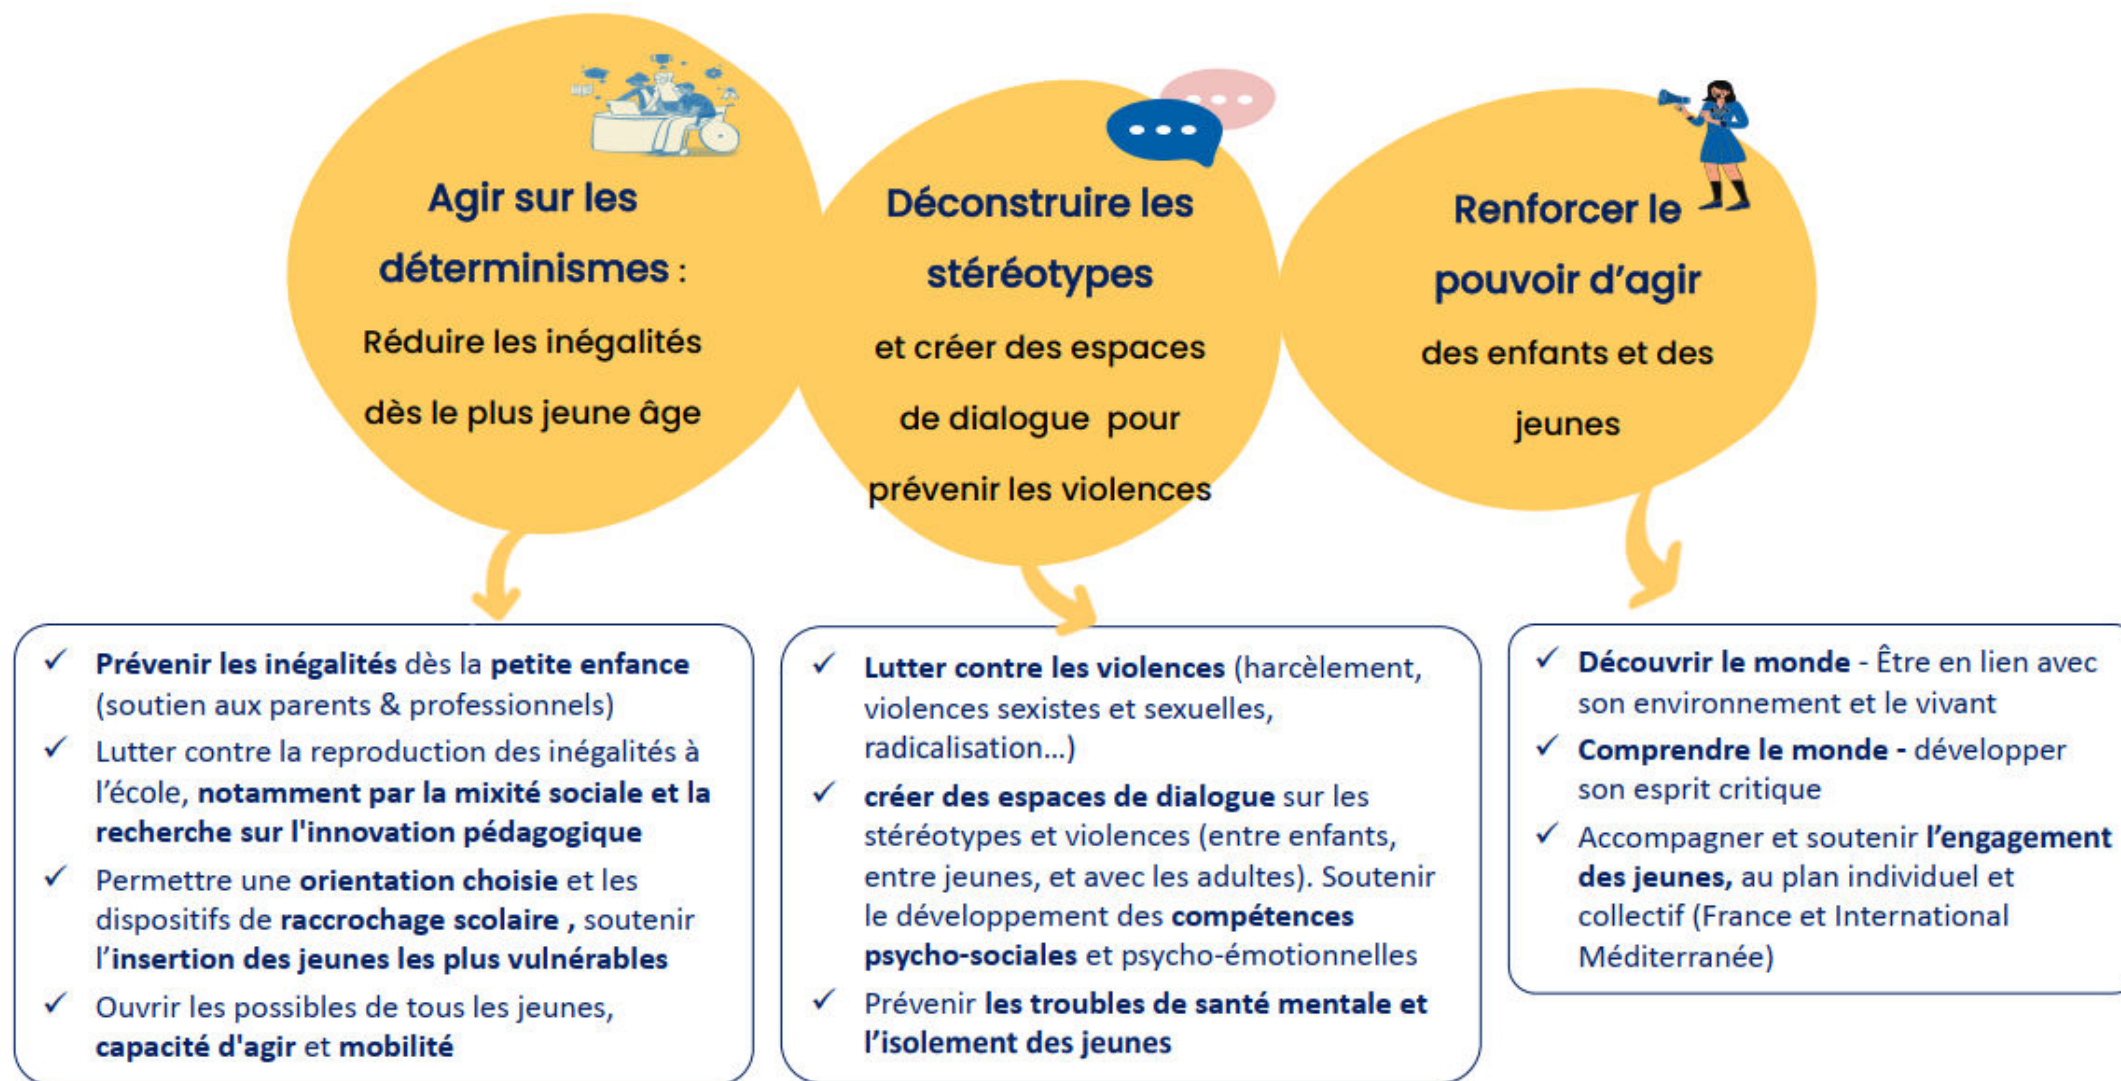 Agir sur les
déterminismes :
Réduire les inégalités
dès le plus jeune âge
Déconstruire les
stéréotypes
et créer des espaces
de dialogue  pour
prévenir les violences
Renforcer le
pouvoir d’agir
des enfants et des
jeunes
✓ Prévenir les inégalités dès la petite enfance
(soutien aux parents & professionnels)
✓ Lutter contre la reproduction des inégalités à
l’école, notamment par la mixité sociale et la
recherche sur l'innovation pédagogique
✓ Permettre une orientation choisie et les
dispositifs de raccrochage scolaire , soutenir
l’insertion des jeunes les plus vulnérables
✓ Ouvrir les possibles de tous les jeunes,
capacité d'agir et mobilité
✓ Lutter contre les violences (harcèlement,
violences sexistes et sexuelles,
radicalisation…)
✓ créer des espaces de dialogue sur les
stéréotypes et violences (entre enfants,
entre jeunes, et avec les adultes). Soutenir
le développement des compétences
psycho-sociales et psycho-émotionnelles
✓ Prévenir les troubles de santé mentale et
l’isolement des jeunes
✓ Découvrir le monde - Être en lien avec
son environnement et le vivant
✓ Comprendre le monde - développer
son esprit critique
✓ Accompagner et soutenir l’engagement
des jeunes, au plan individuel et
collectif (France et International
Méditerranée)